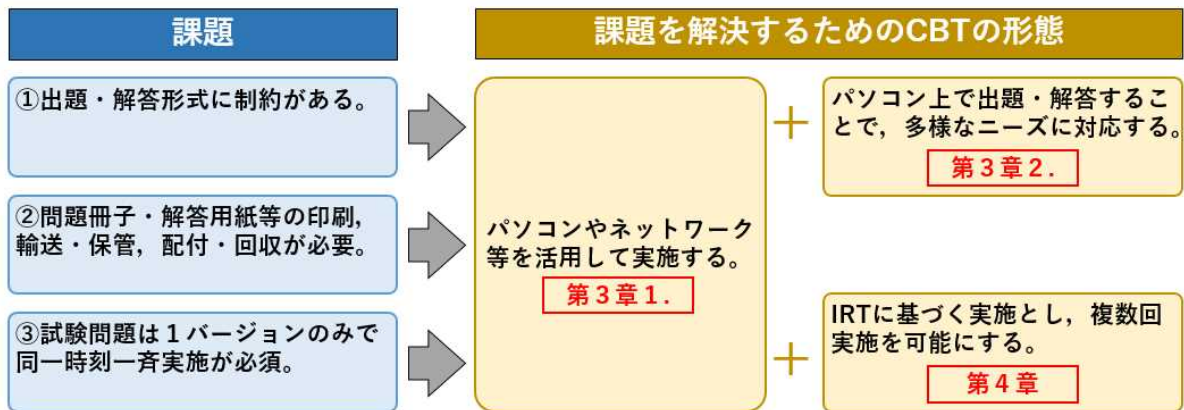 課題
課題を解決するためのCBTの形態
①出題・解答形式に制約がある。
②問題冊子・解答用紙等の印刷,
輸送・保管，配付・回収が必要。
③試験問題は１バージョンのみで
同一時刻一斉実施が必須。
パソコンやネットワーク
等を活用して実施する。
第３章１．
＋
パソコン上で出題・解答するこ
とで，多様なニーズに対応する。
第３章２．
＋
IRTに基づく実施とし，複数回
実施を可能にする。
第４章